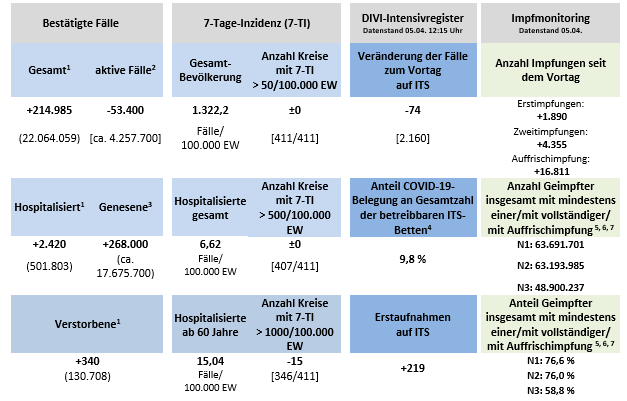 Bestätigte Fälle
7-Tage-Inzidenz (7-TI)
DIVI-Intensivregister
Datenstand 05.04. 12:15 Uhr
Impfmonitoring
Datenstand 05.04.
Gesamt¹
aktive Fälle²
Gesamt-
Bevölkerung
Anzahl Kreise
mit 7-TI
> 50/100.000 EW
Veränderung der Fälle
zum Vortag
auf ITS
Anzahl Impfungen seit
dem Vortag
+214.985
-53.400
1.322,2
±0
-74
Erstimpfungen:
+1.890
(22.064.059)
[ca. 4.257.700]
Fälle/
100.000 EW
[411/411]
[2.160]
Zweitimpfungen:
+4.355
Auffrischimpfung:
+16.811
Hospitalisiert¹
Genesene³
Hospitalisierte
gesamt
Anzahl Kreise
mit 7-TI
> 500/100.000
EW
Anteil COVID-19-
Belegung an Gesamtzahl
der betreibbaren ITS-
Betten⁴
Anzahl Geimpfter
insgesamt mit mindestens
einer/mit vollständiger/
mit Auffrischimpfung ⁵, ⁶, ⁷
+2.420
+268.000
6,62
±0
9,8 %
N1: 63.691.701
(501.803)
(ca.
17.675.700)
Fälle/
100.000 EW
[407/411]
N2: 63.193.985
N3: 48.900.237
Verstorbene¹
Hospitalisierte
ab 60 Jahre
Anzahl Kreise
mit 7-TI
> 1000/100.000
EW
Erstaufnahmen
auf ITS
Anteil Geimpfter
insgesamt mit mindestens
einer/mit vollständiger/
mit Auffrischimpfung ⁵, ⁶, ⁷
+340
(130.708)
15,04
Fälle/
100.000 EW
-15
[346/411]
+219
N1: 76,6 %
N2: 76,0 %
N3: 58,8 %